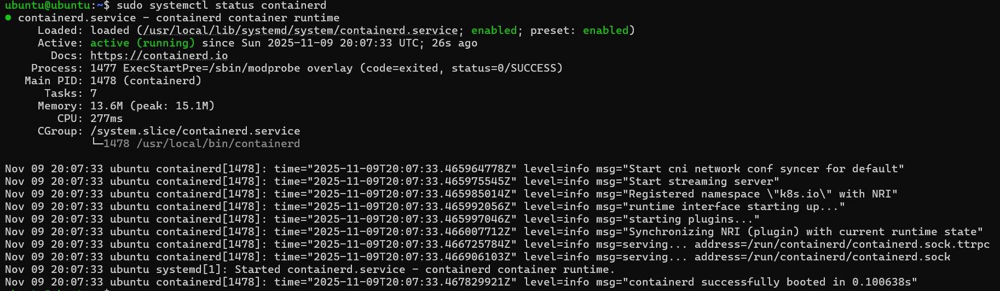 ubuntu@ubuntu:~$ sudo systemctl status containerd
● containerd.service - containerd container runtime
     Loaded: loaded (/usr/local/lib/systemd/system/containerd.service; enabled; preset: enabled)
     Active: active (running) since Sun 2025-11-09 20:07:33 UTC; 26s ago
       Docs: https://containerd.io
    Process: 1477 ExecStartPre=/sbin/modprobe overlay (code=exited, status=0/SUCCESS)
   Main PID: 1478 (containerd)
      Tasks: 7
     Memory: 13.6M (peak: 15.1M)
        CPU: 277ms
     CGroup: /system.slice/containerd.service
             └─1478 /usr/local/bin/containerd

Nov 09 20:07:33 ubuntu containerd[1478]: time="2025-11-09T20:07:33.465964778Z" level=info msg="Start cni network conf syncer for default"
Nov 09 20:07:33 ubuntu containerd[1478]: time="2025-11-09T20:07:33.465975545Z" level=info msg="Start streaming server"
Nov 09 20:07:33 ubuntu containerd[1478]: time="2025-11-09T20:07:33.465985014Z" level=info msg="Registered namespace \"k8s.io\" with NRI"
Nov 09 20:07:33 ubuntu containerd[1478]: time="2025-11-09T20:07:33.465992056Z" level=info msg="runtime interface starting up..."
Nov 09 20:07:33 ubuntu containerd[1478]: time="2025-11-09T20:07:33.465997046Z" level=info msg="starting plugins..."
Nov 09 20:07:33 ubuntu containerd[1478]: time="2025-11-09T20:07:33.466007712Z" level=info msg="Synchronizing NRI (plugin) with current runtime state"
Nov 09 20:07:33 ubuntu containerd[1478]: time="2025-11-09T20:07:33.466725784Z" level=info msg=serving... address=/run/containerd/containerd.sock.ttrpc
Nov 09 20:07:33 ubuntu containerd[1478]: time="2025-11-09T20:07:33.466906103Z" level=info msg=serving... address=/run/containerd/containerd.sock
Nov 09 20:07:33 ubuntu systemd[1]: Started containerd.service - containerd container runtime.
Nov 09 20:07:33 ubuntu containerd[1478]: time="2025-11-09T20:07:33.467829921Z" level=info msg="containerd successfully booted in 0.100638s"